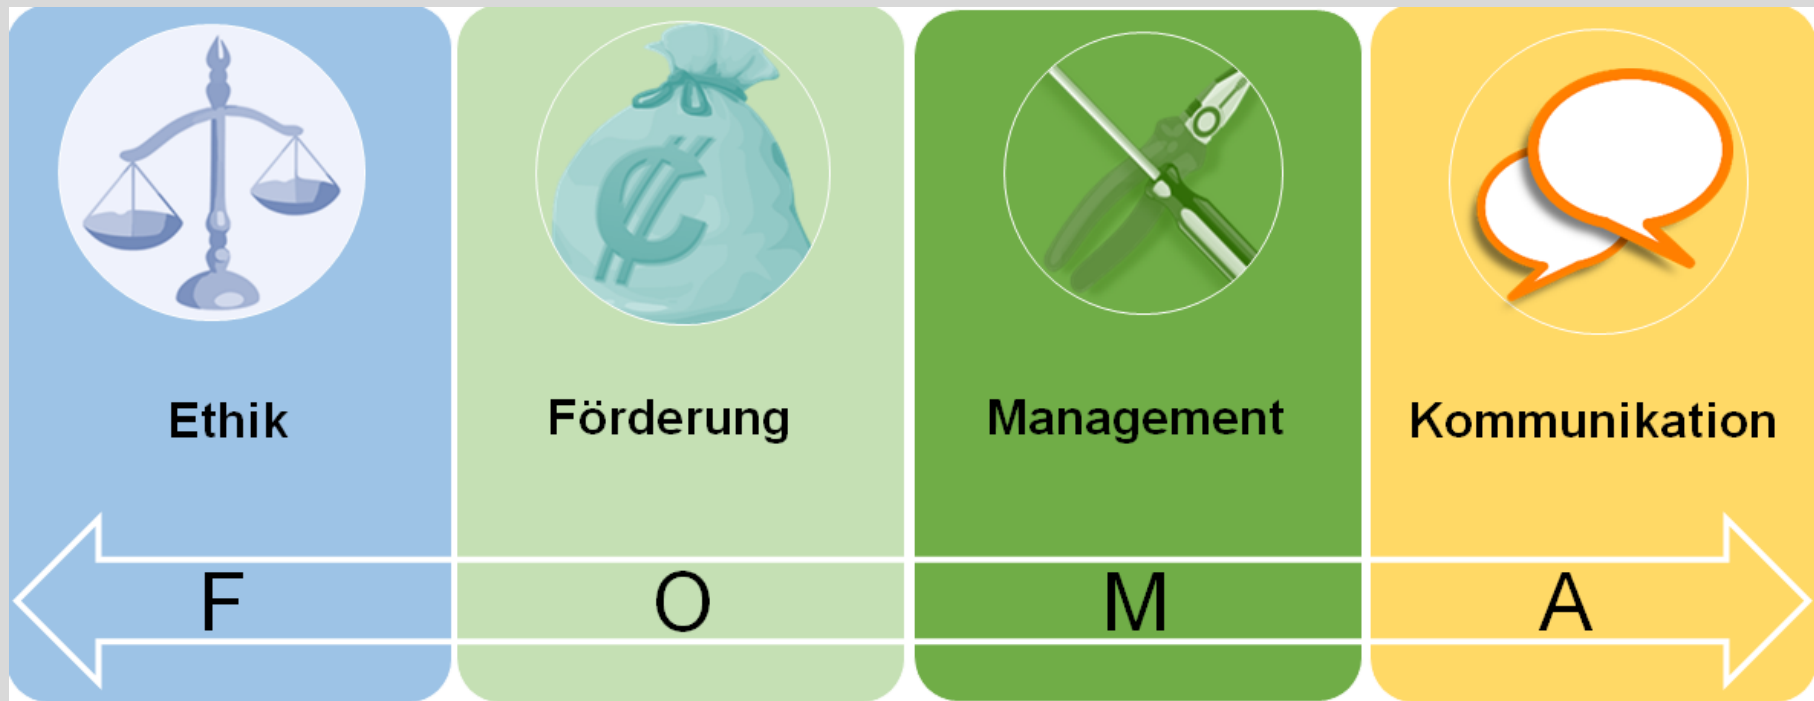 Ethik
Förderung
Management
Kommunikation
F
O
M
A